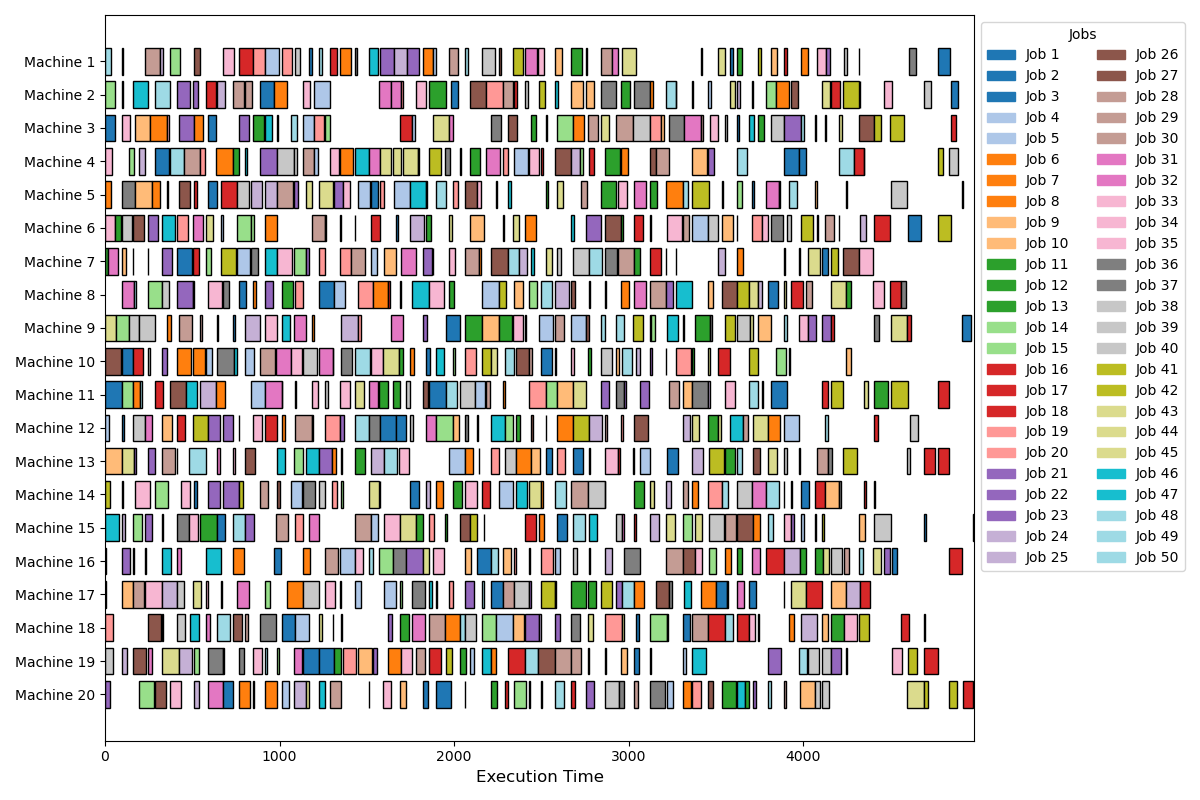 Machine 1
Machine 2
Machine 3
Machine 4
Machine 5
Machine 6
Machine 7
Machine 8
Machine 9
Machine 10
Machine 11
Machine 12
Machine 13
Machine 14
Machine 15
Machine 16
Machine 17
Machine 18
Machine 19
Machine 20
0 1000 2000 3000 4000
Execution Time
Jobs
Job 1
Job 2
Job 3
Job 4
Job 5
Job 6
Job 7
Job 8
Job 9
Job 10
Job 11
Job 12
Job 13
Job 14
Job 15
Job 16
Job 17
Job 18
Job 19
Job 20
Job 21
Job 22
Job 23
Job 24
Job 25
Job 26
Job 27
Job 28
Job 29
Job 30
Job 31
Job 32
Job 33
Job 34
Job 35
Job 36
Job 37
Job 38
Job 39
Job 40
Job 41
Job 42
Job 43
Job 44
Job 45
Job 46
Job 47
Job 48
Job 49
Job 50